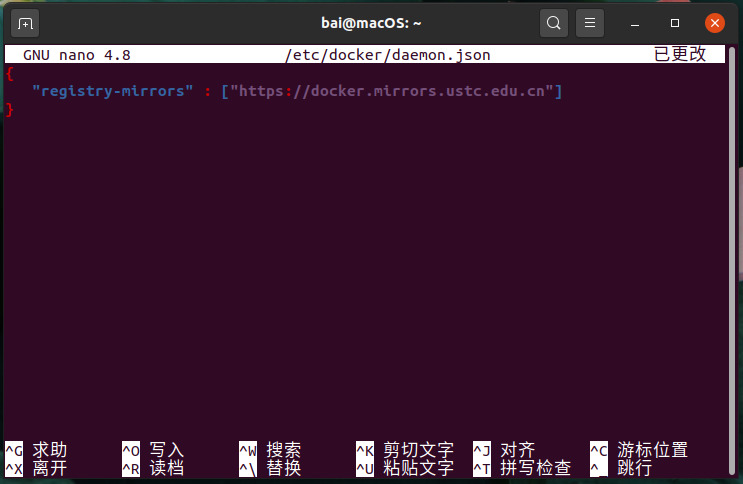 bai@macOS: ~
GNU nano 4.8 /etc/docker/daemon.json 已更改
{
"registry-mirrors" : ["https://docker.mirrors.ustc.edu.cn"]
}
^G 求助 ^O 写入 ^W 搜索 ^K 剪切文字 ^J 对齐 ^C 游标位置
^X 离开 ^R 读档 ^\ 替换 ^U 粘贴文字 ^T 拼写检查 ^_ 跳行